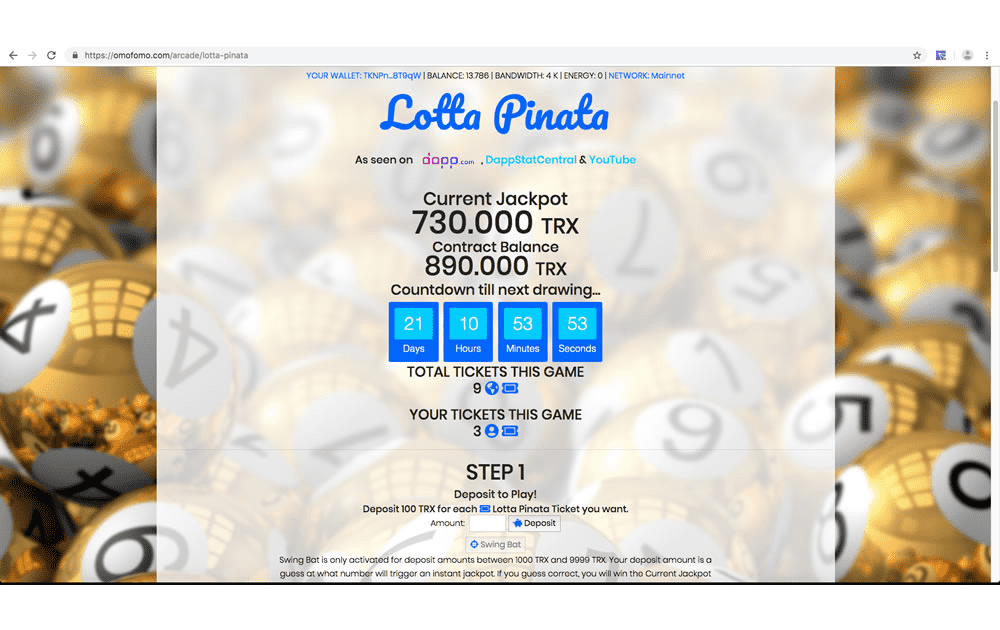 https://omofomo.com/arcade/lotta-pinata
YOUR WALLET: TKNPn...8T9qW | BALANCE: 13.786 | BANDWIDTH: 4 K | ENERGY: 0 | NETWORK: Mainnet
Lotta Pinata
As seen on dapp.com , DappStatCentral & YouTube
Current Jackpot
730.000 TRX
Contract Balance
890.000 TRX
Countdown till next drawing...
21 10 53 53
Days Hours Minutes Seconds
TOTAL TICKETS THIS GAME
9
YOUR TICKETS THIS GAME
3
STEP 1
Deposit to Play!
Deposit 100 TRX for each Lotta Pinata Ticket you want.
Amount: Deposit
Swing Bat
Swing Bat is only activated for deposit amounts between 1000 TRX and 9999 TRX. Your deposit amount is a
guess at what number will trigger an instant jackpot. If you guess correct, you will win the Current Jackpot